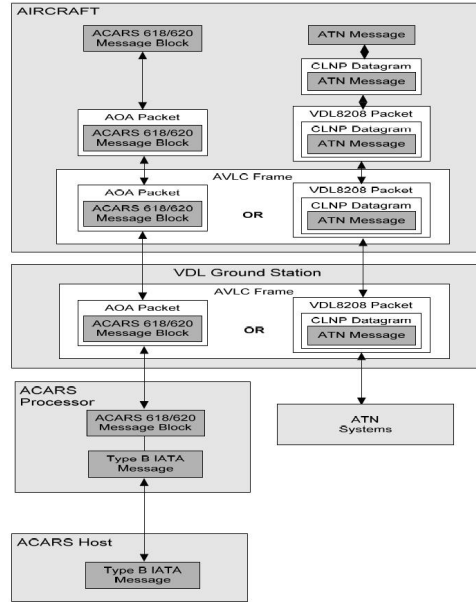 AIRCRAFT
ACARS 618/620
Message Block
ATN Message
CLNP Datagram
ATN Message
AOA Packet
ACARS 618/620
Message Block
VDL8208 Packet
CLNP Datagram
ATN Message
AVLC Frame
AOA Packet
ACARS 618/620
Message Block
OR
VDL8208 Packet
CLNP Datagram
ATN Message
VDL Ground Station
AVLC Frame
AOA Packet
ACARS 618/620
Message Block
OR
VDL8208 Packet
CLNP Datagram
ATN Message
ACARS
Processor
ACARS 618/620
Message Block
Type B IATA
Message
ATN
Systems
ACARS Host
Type B IATA
Message